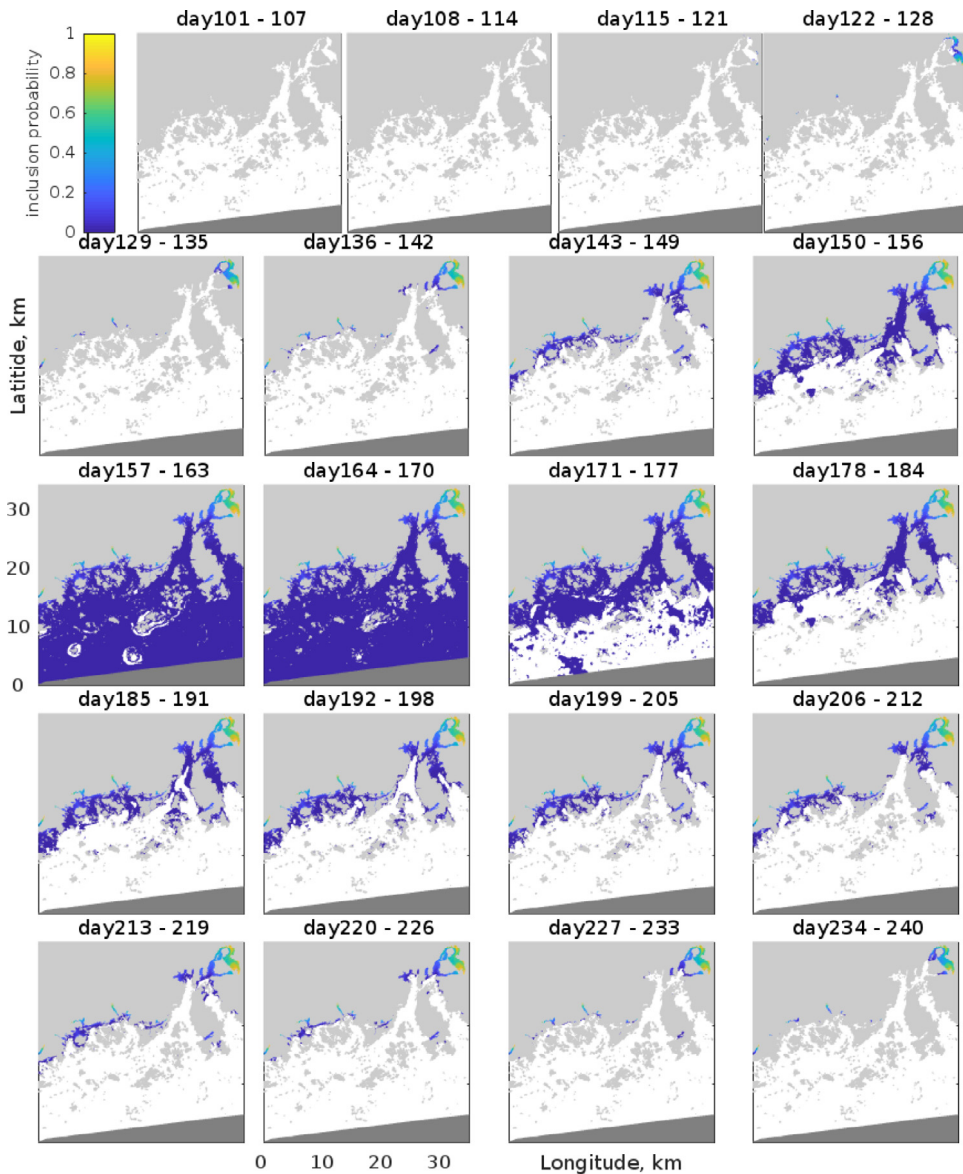 day101 - 107 day108 - 114 day115 - 121 day122 - 128
inclusion probability
1
0.8
0.6
0.4
0.2
0
day129 - 135 day136 - 142 day143 - 149 day150 - 156
Latitide, km
day157 - 163 day164 - 170 day171 - 177 day178 - 184
30
20
10
0
day185 - 191 day192 - 198 day199 - 205 day206 - 212
day213 - 219 day220 - 226 day227 - 233 day234 - 240
0 10 20 30
Longitude, km